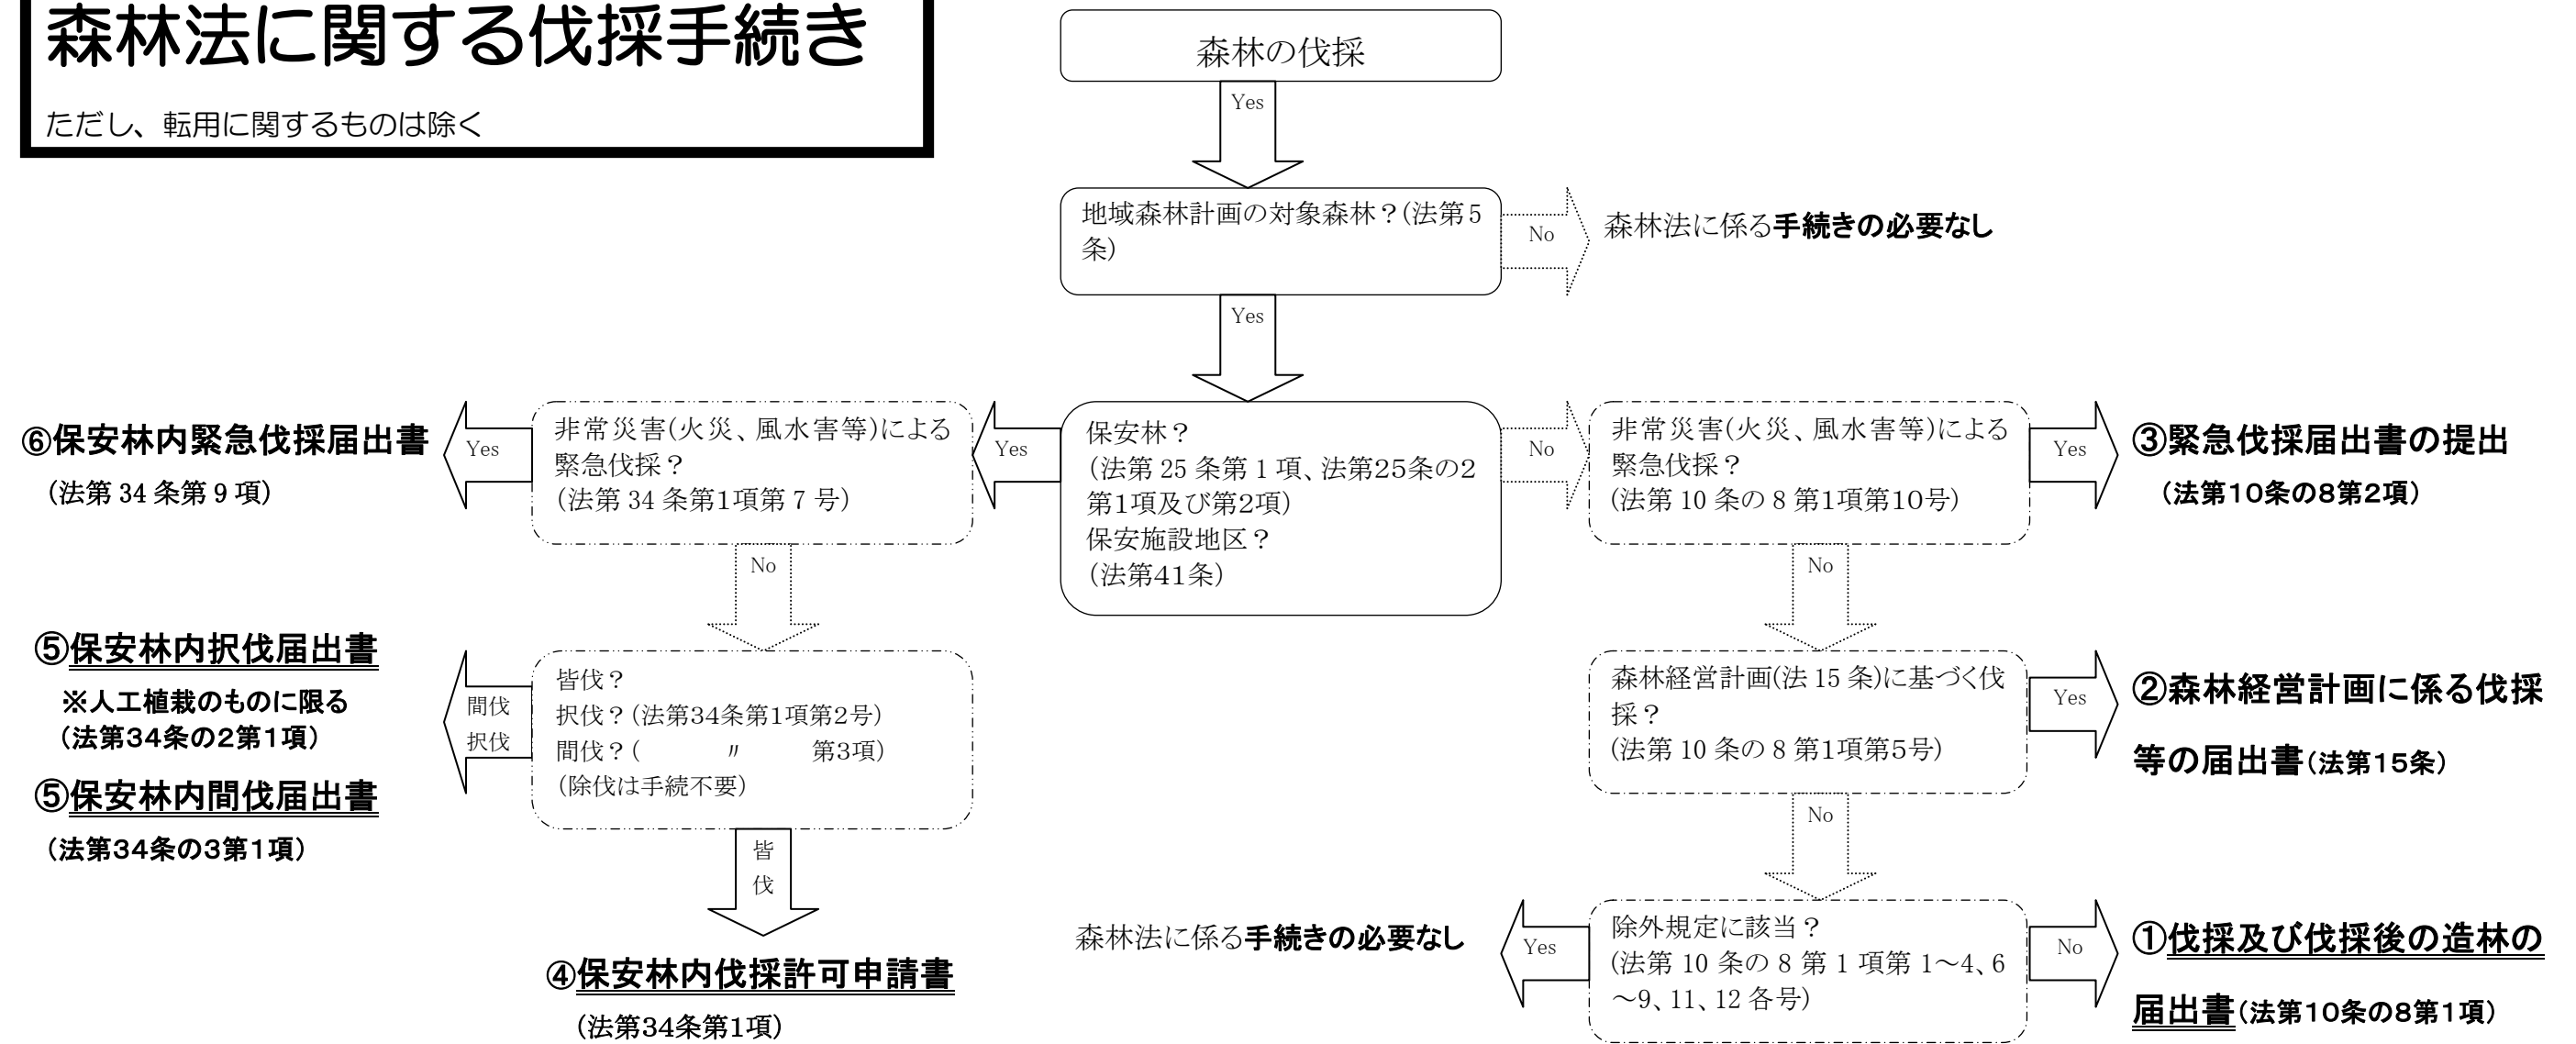 森林法に関する伐採手続き
ただし、転用に関するものは除く
森林の伐採
Yes
地域森林計画の対象森林？(法第5
条)
No
森林法に係る手続きの必要なし
Yes
⑥保安林内緊急伐採届出書
（法第 34 条第 9 項）
Yes
非常災害(火災、風水害等)による
緊急伐採？
(法第 34 条第１項第 7 号)
Yes
保安林？
(法第 25 条第 1 項、法第25条の2
第1項及び第2項)
保安施設地区？
(法第41条)
No
非常災害(火災、風水害等)による
緊急伐採？
(法第 10 条の 8 第１項第10号)
Yes
③緊急伐採届出書の提出
（法第10条の8第2項）
No
No
⑤保安林内択伐届出書
※人工植栽のものに限る
（法第34条の2第1項）
⑤保安林内間伐届出書
（法第34条の3第1項）
間伐
択伐
皆伐？
択伐？(法第34条第1項第2号)
間伐？(　　　〃　　　第3項)
(除伐は手続不要)
森林経営計画(法 15 条)に基づく伐
採？
(法第 10 条の 8 第１項第5号)
Yes
②森林経営計画に係る伐採
等の届出書（法第15条）
皆
伐
No
④保安林内伐採許可申請書
（法第34条第1項）
森林法に係る手続きの必要なし
Yes
除外規定に該当？
(法第 10 条の 8 第 1 項第 1～4、6
～9、11、12 各号)
No
①伐採及び伐採後の造林の
届出書（法第10条の8第1項）